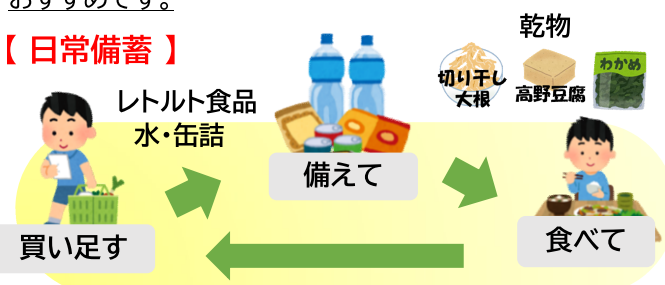 おすすめです。
【 日常備蓄 】
レトルト食品
水・缶詰
乾物
切り干し
大根
高野豆腐
わかめ
備えて
食べて
買い足す